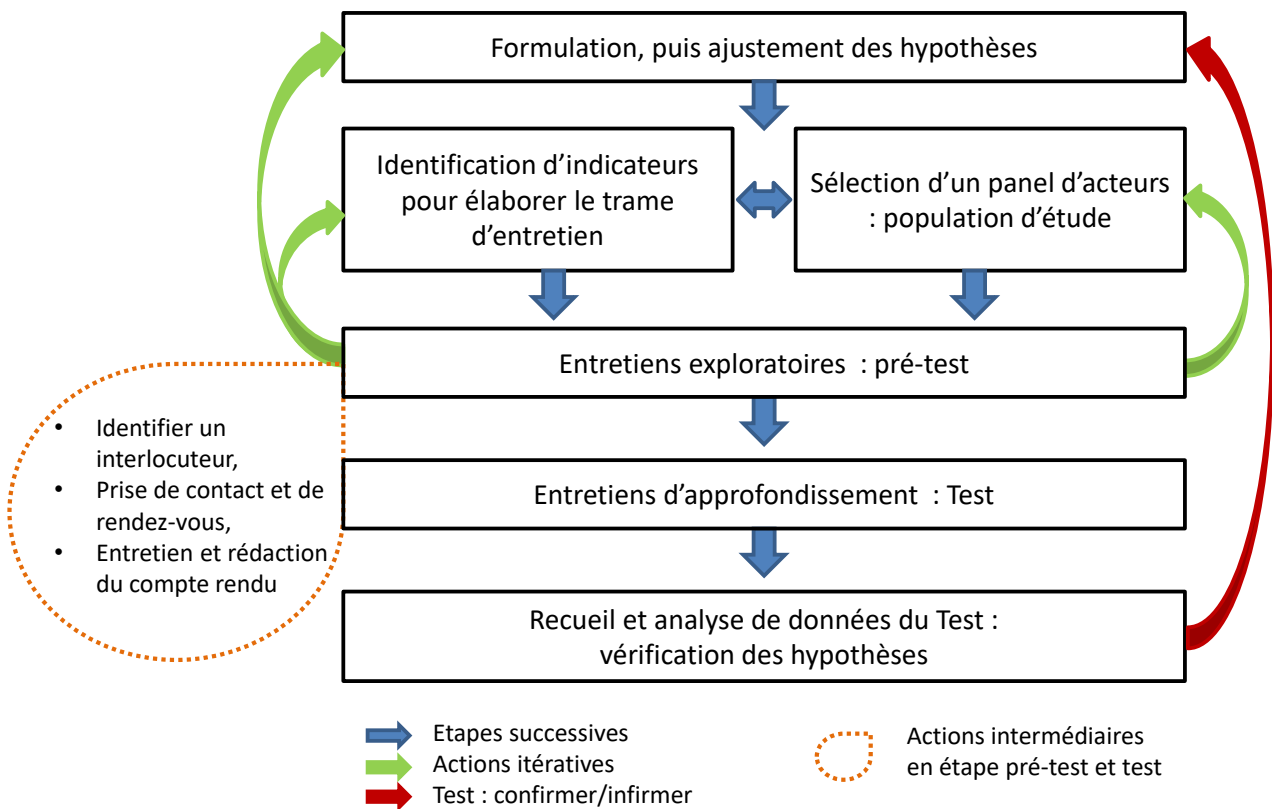 Formulation, puis ajustement des hypothèses
Identification d’indicateurs
pour élaborer le trame
d’entretien
Sélection d’un panel d’acteurs
: population d’étude
Entretiens exploratoires : pré-test
• Identifier un
interlocuteur,
• Prise de contact et de
rendez-vous,
• Entretien et rédaction
du compte rendu
Entretiens d’approfondissement : Test
Recueil et analyse de données du Test :
vérification des hypothèses
Etapes successives
Actions itératives
Test : confirmer/infirmer
Actions intermédiaires
en étape pré-test et test